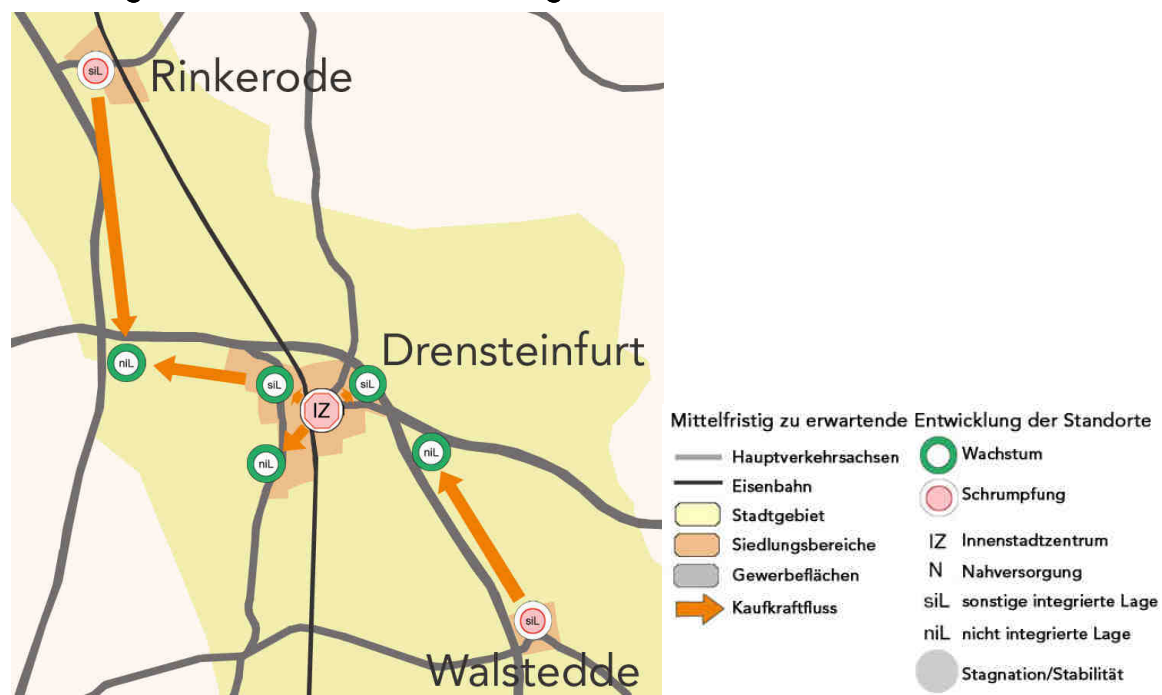 siL
Rinkerode
Drensteinfurt
niL
siL
siL
IZ
niL
niL
siL
Walstedde
Mittelfristig zu erwartende Entwicklung der Standorte
Hauptverkehrsachsen
Eisenbahn
Stadtgebiet
Siedlungsbereiche
Gewerbeflächen
Kaufkraftfluss
Wachstum
Schrumpfung
IZ Innenstadtzentrum
N Nahversorgung
siL sonstige integrierte Lage
niL nicht integrierte Lage
Stagnation/Stabilität